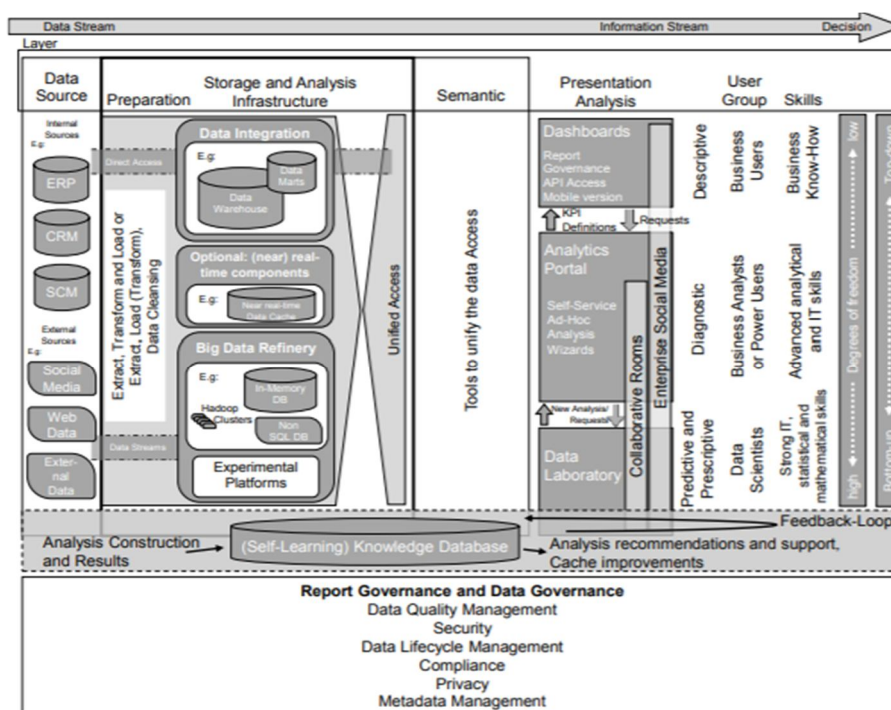 Data Stream
Information Stream
Decision
Layer
Data
Source
Preparation
Storage and Analysis
Infrastructure
Semantic
Presentation
Analysis
User
Group
Skills
Internal
Sources
E.g:
ERP
CRM
SCM
External
Sources
E.g:
Social
Media
Web
Data
Exter-
nal
Data
Direct Access
Extract, Transform and Load or
Extract, Load (Transform),
Data Cleansing
Data Streams
Data Integration
E.g:
Data
Marts
Data
Warehouse
Optional: (near) real-
time components
E.g:
Near real-time
Data Cache
Big Data Refinery
E.g:
In-Memory
DB
Hadoop
Clusters
Non
SQL DB
Experimental
Platforms
Unified Access
Tools to unify the data Access
Dashboards
Report
Governance
API Access
Mobile version
KPI
Definitions
Requests
Analytics
Portal
Self-Service
Ad-Hoc
Analysis
Wizards
New Analysis/
Requests
Data
Laboratory
Collaborative Rooms
Enterprise Social Media
Descriptive
Diagnostic
Predictive and
Prescriptive
Business
Users
Business Analysts
or Power Users
Data
Scientists
Business
Know-How
Advanced analytical
and IT skills
Strong IT,
statistical and
mathematical skills
low
Degrees of freedom
high
Top-down
Bottom-up
Feedback-Loop
Analysis Construction
and Results
(Self-Learning) Knowledge Database
Analysis recommendations and support,
Cache improvements
Report Governance and Data Governance
Data Quality Management
Security
Data Lifecycle Management
Compliance
Privacy
Metadata Management